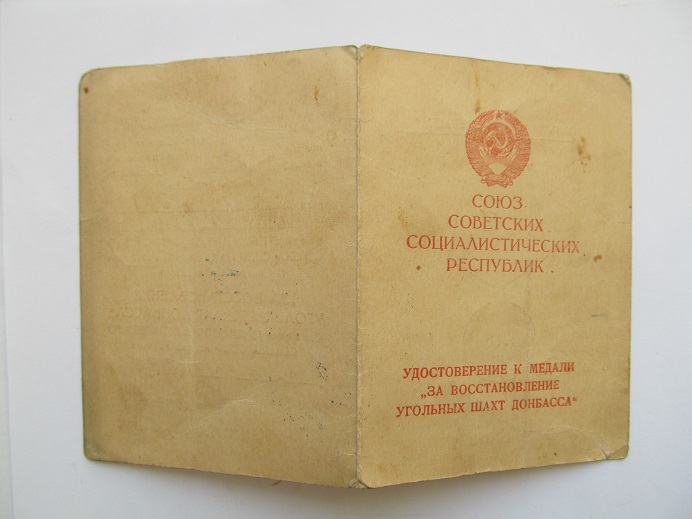 СОЮЗ
СОВЕТСКИХ
СОЦИАЛИСТИЧЕСКИХ
РЕСПУБЛИК
УДОСТОВЕРЕНИЕ К МЕДАЛИ
„ЗА ВОССТАНОВЛЕНИЕ
УГОЛЬНЫХ ШАХТ ДОНБАССА“